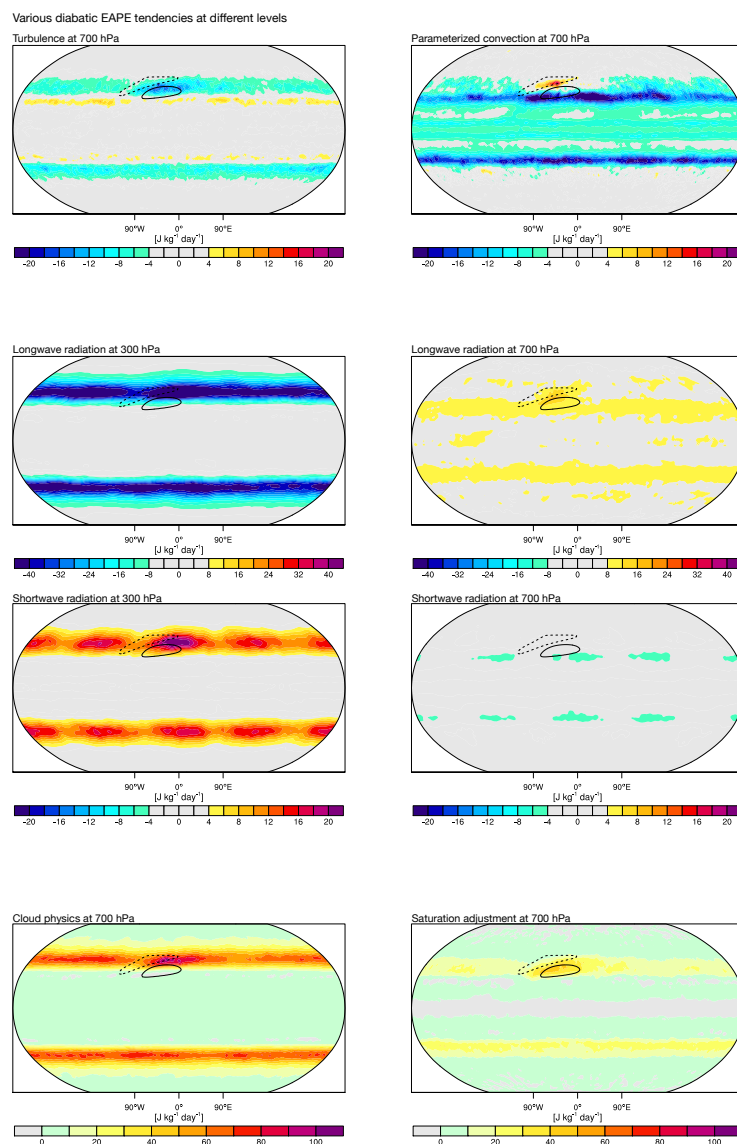 Various diabatic EAPE tendencies at different levels
Turbulence at 700 hPa
90°W 0° 90°E
[J kg⁻¹ day⁻¹]
-20 -16 -12 -8 -4 0 4 8 12 16 20
Parameterized convection at 700 hPa
90°W 0° 90°E
[J kg⁻¹ day⁻¹]
-20 -16 -12 -8 -4 0 4 8 12 16 20
Longwave radiation at 300 hPa
90°W 0° 90°E
[J kg⁻¹ day⁻¹]
-40 -32 -24 -16 -8 0 8 16 24 32 40
Longwave radiation at 700 hPa
90°W 0° 90°E
[J kg⁻¹ day⁻¹]
-40 -32 -24 -16 -8 0 8 16 24 32 40
Shortwave radiation at 300 hPa
90°W 0° 90°E
[J kg⁻¹ day⁻¹]
-20 -16 -12 -8 -4 0 4 8 12 16 20
Shortwave radiation at 700 hPa
90°W 0° 90°E
[J kg⁻¹ day⁻¹]
-20 -16 -12 -8 -4 0 4 8 12 16 20
Cloud physics at 700 hPa
90°W 0° 90°E
[J kg⁻¹ day⁻¹]
0 20 40 60 80 100
Saturation adjustment at 700 hPa
90°W 0° 90°E
[J kg⁻¹ day⁻¹]
0 20 40 60 80 100